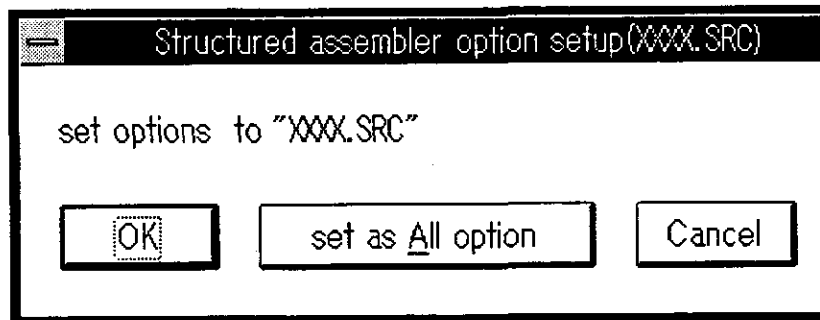 Structured assembler option setup(XXXX.SRC)
set options to "XXXX.SRC"
OK set as All option Cancel